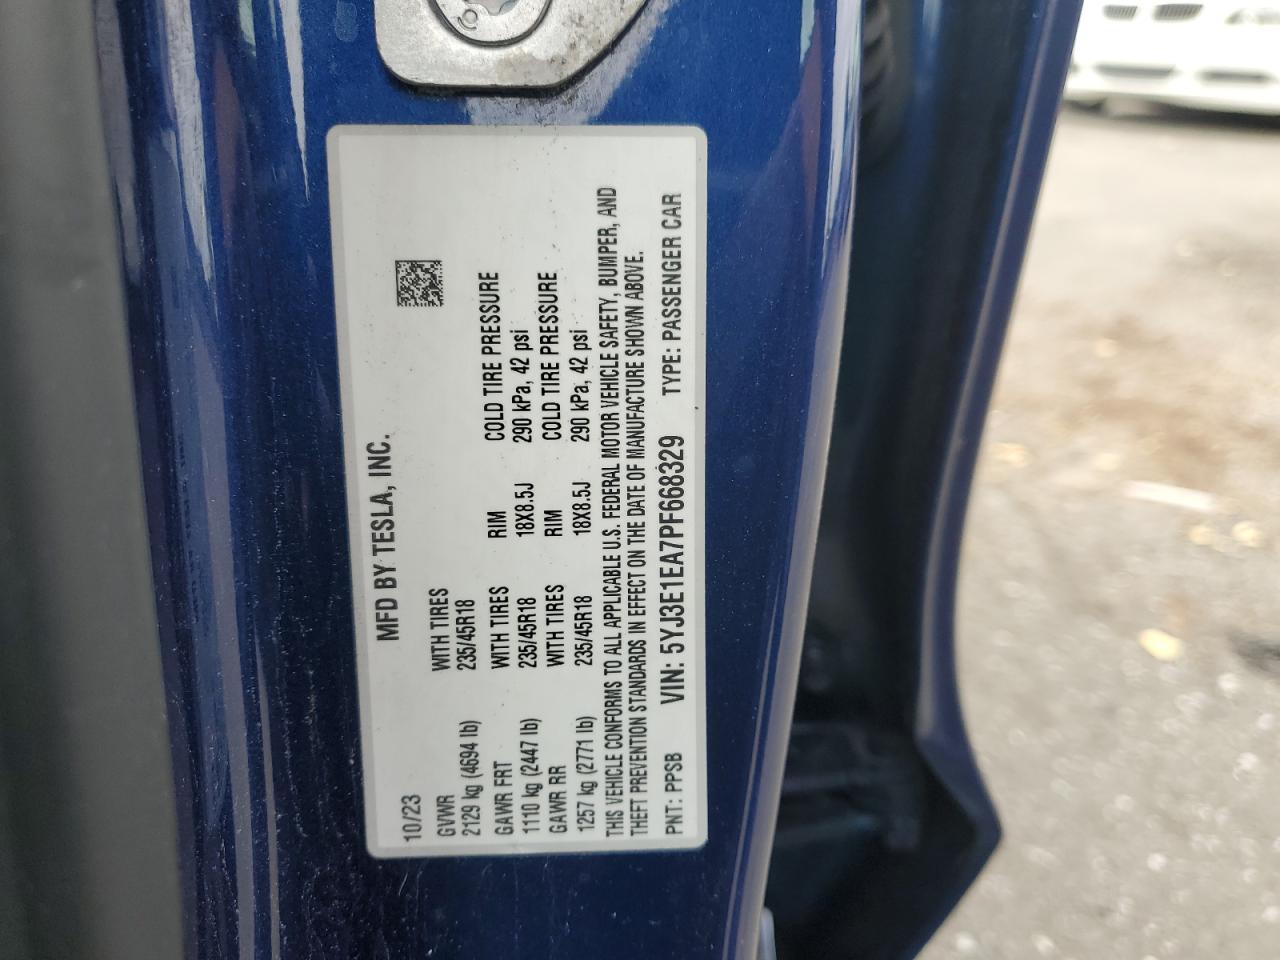 MFD BY TESLA, INC.
10/23
GVWR WITH TIRES
2129 kg (4694 lb) 235/45R18
GAWR FRT WITH TIRES RIM COLD TIRE PRESSURE
1110 kg (2447 lb) 235/45R18 18X8.5J 290 kPa, 42 psi
GAWR RR WITH TIRES RIM COLD TIRE PRESSURE
1257 kg (2771 lb) 235/45R18 18X8.5J 290 kPa, 42 psi
THIS VEHICLE CONFORMS TO ALL APPLICABLE U.S. FEDERAL MOTOR VEHICLE SAFETY, BUMPER, AND
THEFT PREVENTION STANDARDS IN EFFECT ON THE DATE OF MANUFACTURE SHOWN ABOVE.
PNT: PPSB VIN: 5YJ3E1EA7PF668329 TYPE: PASSENGER CAR